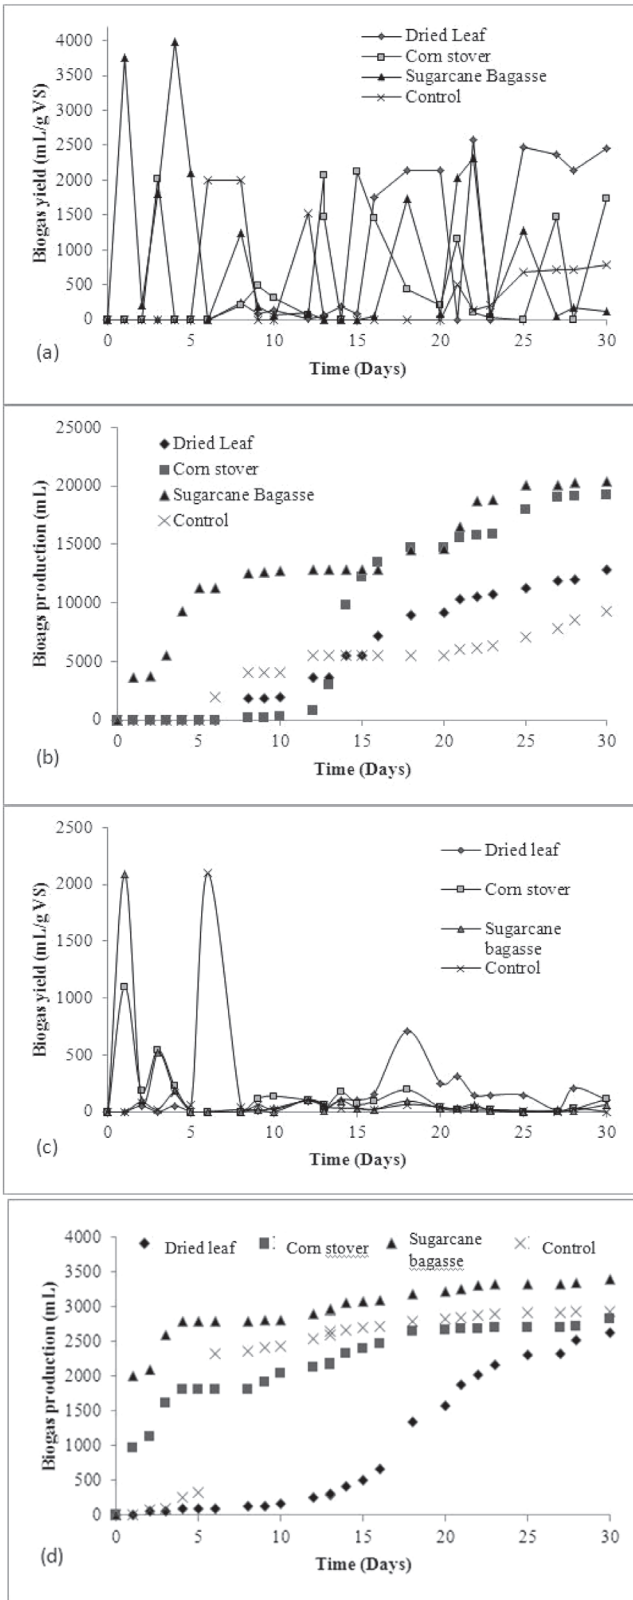 4000
3500
3000
2500
2000
1500
1000
500
0
Biogas yield (mL/g VS)
Dried Leaf
Corn stover
Sugarcane Bagasse
Control
0 5 10 15 20 25 30
(a)
Time (Days)
25000
20000
15000
10000
5000
0
Bioags production (mL)
Dried Leaf
Corn stover
Sugarcane Bagasse
Control
0 5 10 15 20 25 30
(b)
Time (Days)
2500
2000
1500
1000
500
0
Biogas yield (mL/g VS)
Dried leaf
Corn stover
Sugarcane
bagasse
Control
0 5 10 15 20 25 30
(c)
Time (Days)
4000
3500
3000
2500
2000
1500
1000
500
0
Biogas production (mL)
Dried leaf
Corn stover
Sugarcane
bagasse
Control
0 5 10 15 20 25 30
(d)
Time (Days)